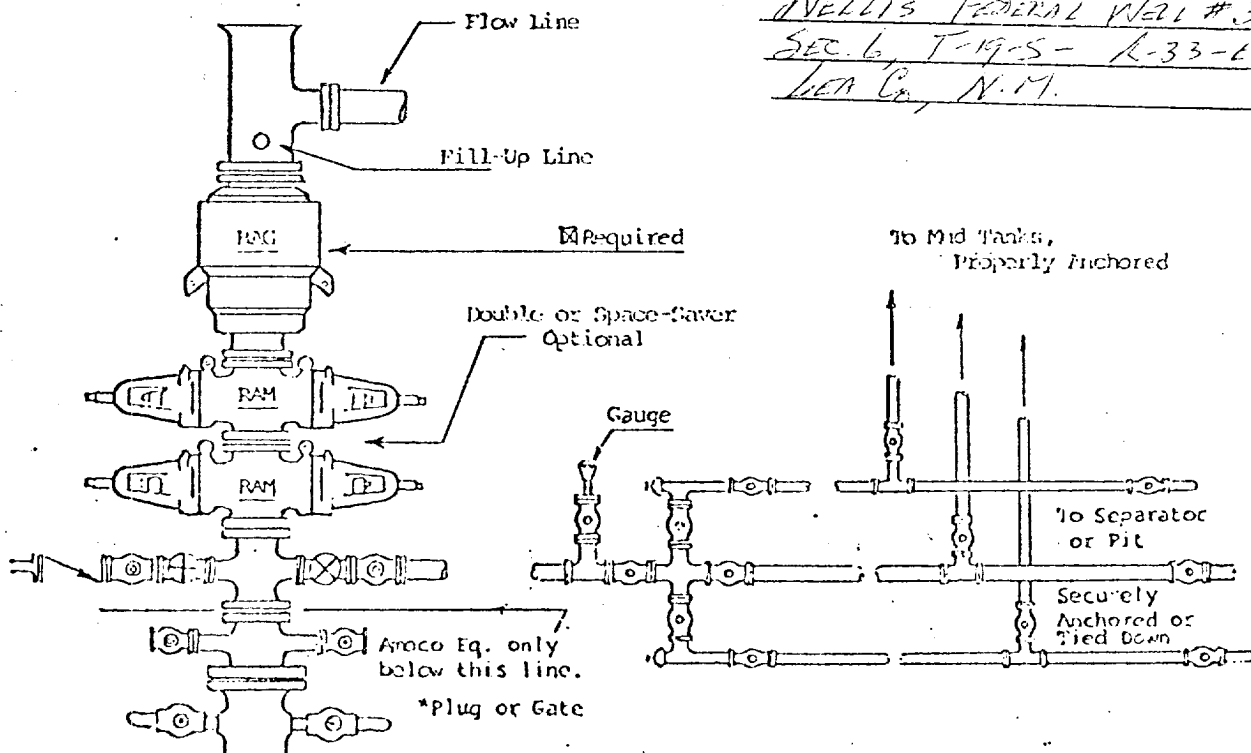 NELLIS FEDERAL WELL #
SEC. 6, T-19-S- R-33-E
LEA Co, N.M.
Flow Line
Fill-Up Line
BAG
☒ Required
To Mud Tanks,
Properly Anchored
Double or Space-Saver
Optional
RAM
Gauge
RAM
To Separator
or Pit
Securely
Anchored or
Tied Down
Amoco Eq. only
below this line.
*Plug or Gate